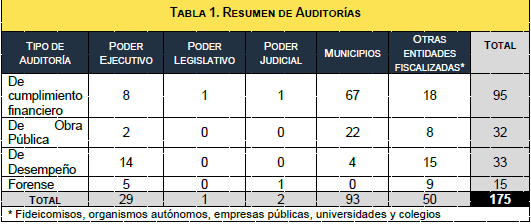 TABLA 1. RESUMEN DE AUDITORÍAS
TIPO DE AUDITORÍA PODER EJECUTIVO PODER LEGISLATIVO PODER JUDICIAL MUNICIPIOS OTRAS ENTIDADES FISCALIZADAS* TOTAL
De cumplimiento financiero 8 1 1 67 18 95
De Obra Pública 2 0 0 22 8 32
De Desempeño 14 0 0 4 15 33
Forense 5 0 1 0 9 15
TOTAL 29 1 2 93 50 175
* Fideicomisos, organismos autónomos, empresas públicas, universidades y colegios